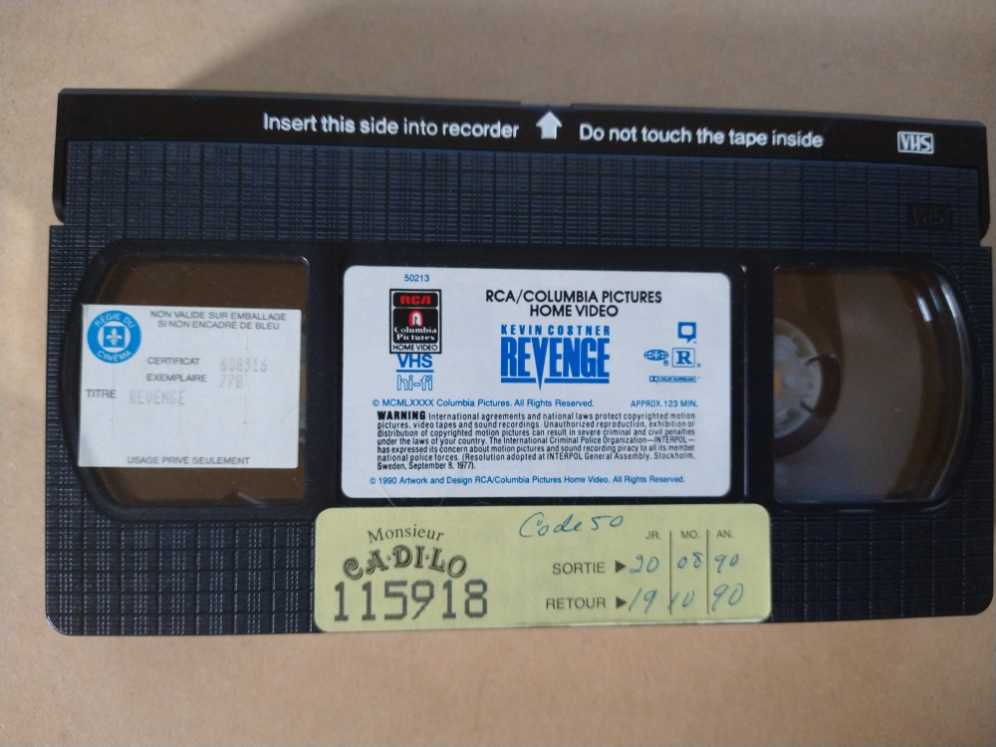 Insert this side into recorder Do not touch the tape inside
VHS
NON VALIDE SUR EMBALLAGE
SI NON ENCADRE DE BLEU
RÉGIE DU
CINÉMA
CERTIFICAT 608316
EXEMPLAIRE 778
TITRE REVENGE
USAGE PRIVE SEULEMENT
50213
RCA
Columbia
Pictures
HOME VIDEO
VHS
hi-fi
RCA/COLUMBIA PICTURES
HOME VIDEO
KEVIN COSTNER
REVENGE
R
© MCMLXXXX Columbia Pictures. All Rights Reserved. APPROX. 123 MIN.
WARNING International agreements and national laws protect copyrighted motion
pictures, video tapes and sound recordings. Unauthorized reproduction, exhibition or
distribution of copyrighted motion pictures can result in severe criminal and civil penalties
under the laws of your country. The International Criminal Police Organization—INTERPOL—
has expressed its concern about motion pictures and sound recording piracy to all its member
national police forces. (Resolution adopted at INTERPOL General Assembly, Stockholm,
Sweden, September 8, 1977).
© 1990 Artwork and Design RCA/Columbia Pictures Home Video. All Rights Reserved.
Monsieur
CA·DI·LO
115918
Code 50
JR. MO. AN.
SORTIE 20 08 90
RETOUR 19 10 90